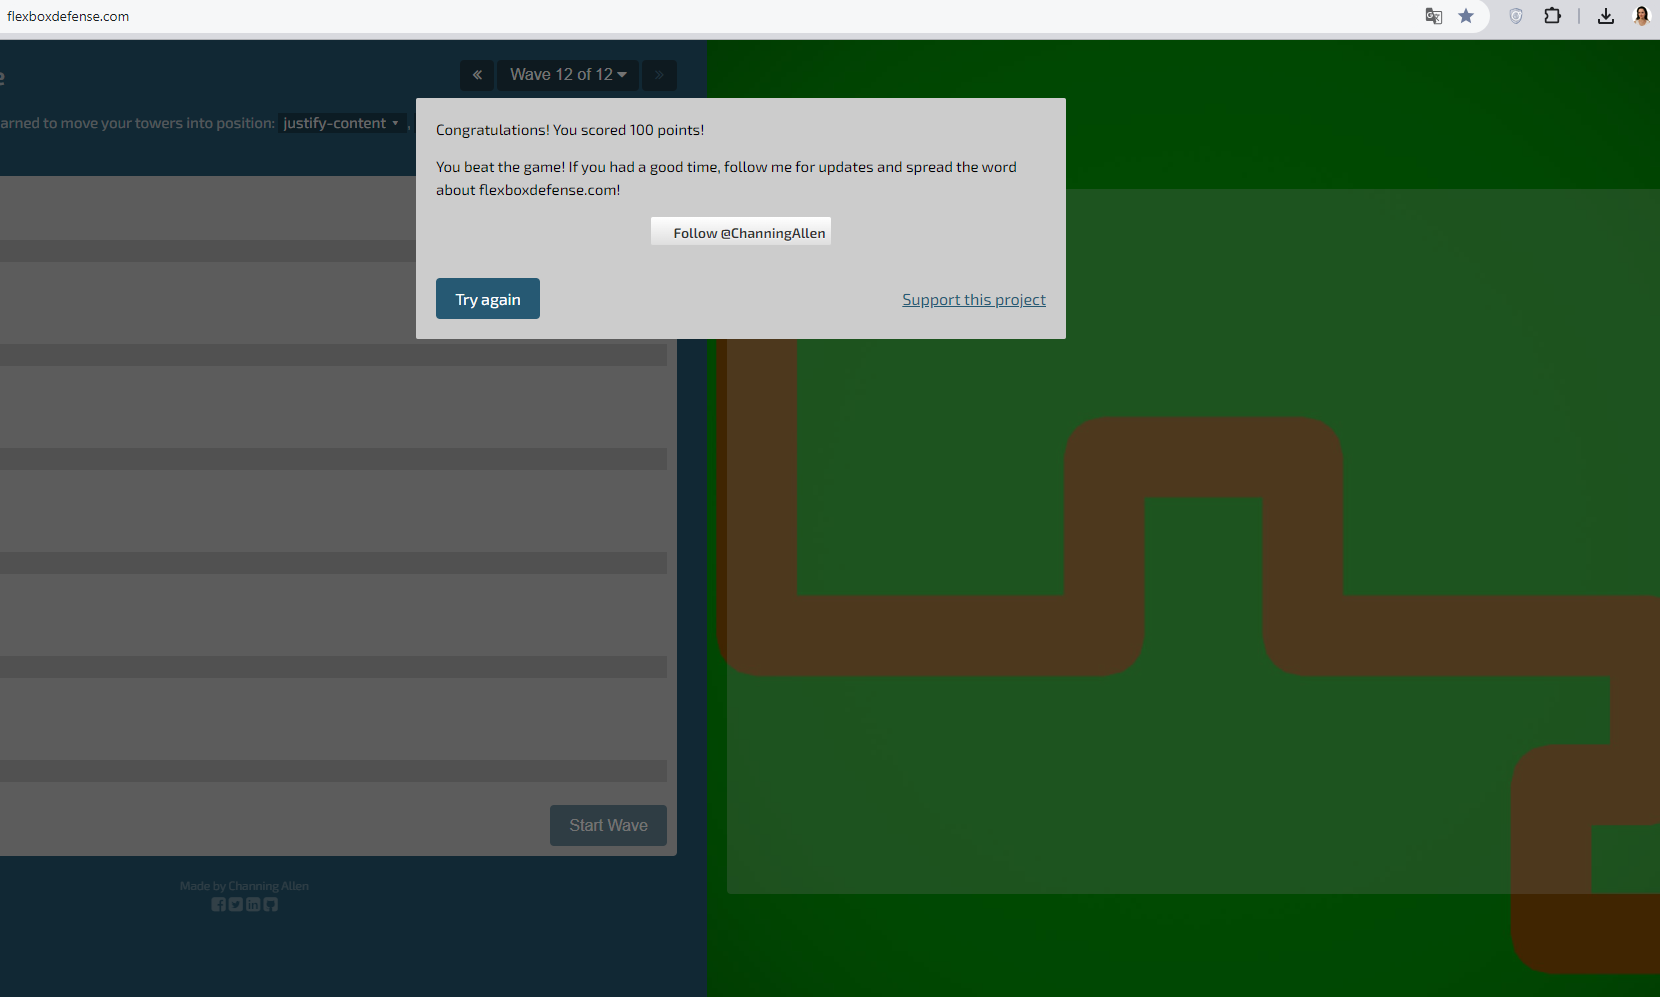 flexboxdefense.com
« Wave 12 of 12 »
arned to move your towers into position: justify-content ,
Congratulations! You scored 100 points!
You beat the game! If you had a good time, follow me for updates and spread the word
about flexboxdefense.com!
Follow @ChanningAllen
Try again
Support this project
Start Wave
Made by Channing Allen